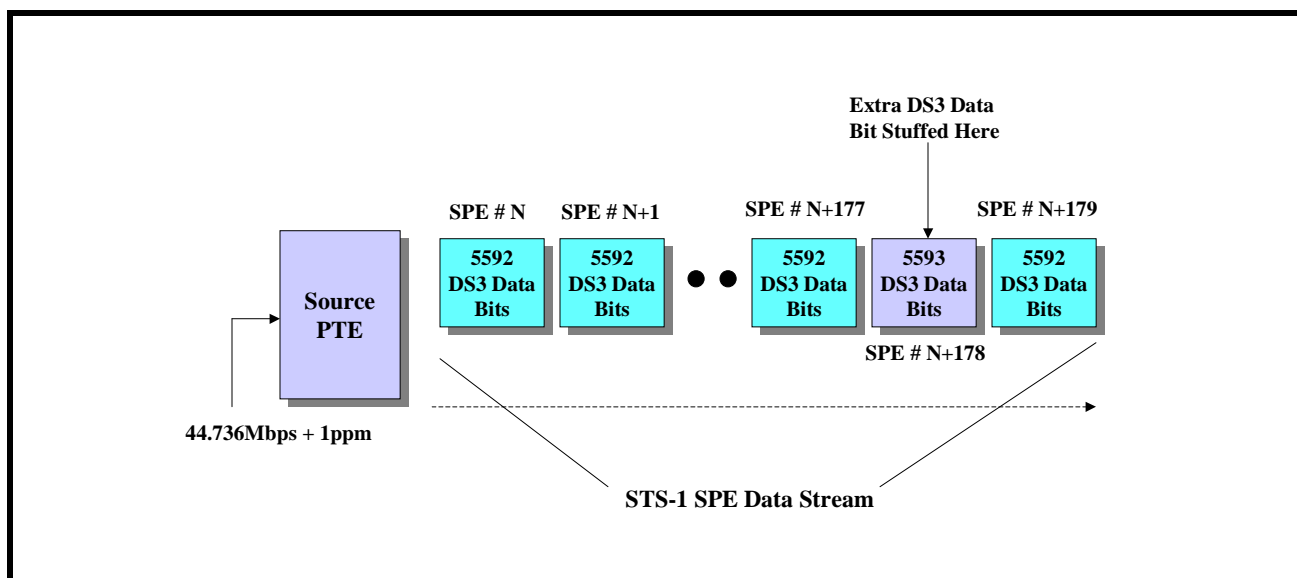 Extra DS3 Data
Bit Stuffed Here
SPE # N
SPE # N+1
SPE # N+177
SPE # N+179
Source
PTE
5592
DS3 Data
Bits
5592
DS3 Data
Bits
5592
DS3 Data
Bits
5593
DS3 Data
Bits
5592
DS3 Data
Bits
SPE # N+178
44.736Mbps + 1ppm
STS-1 SPE Data Stream